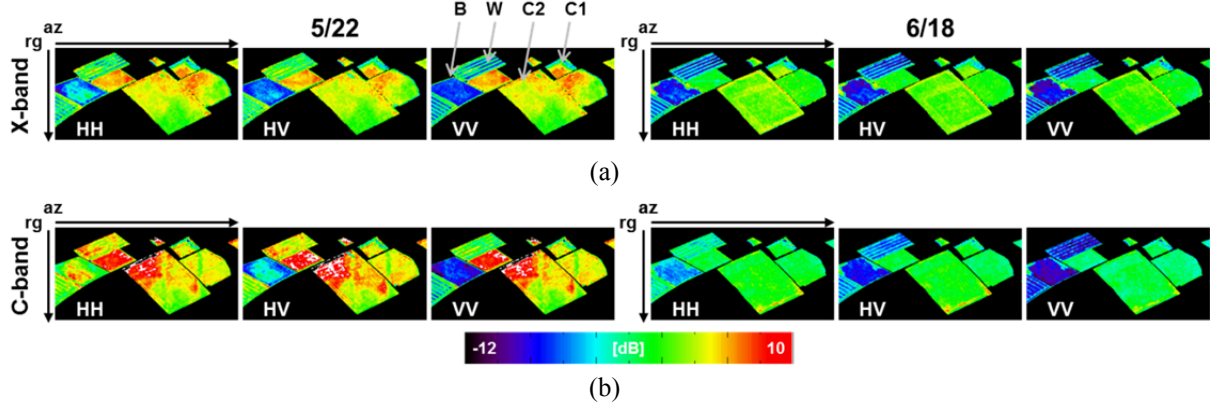 B W C2 C1
5/22 6/18
az az
rg rg
X-band
HH HV VV HH HV VV
(a)
az az
rg rg
C-band
HH HV VV HH HV VV
-12 [dB] 10
(b)